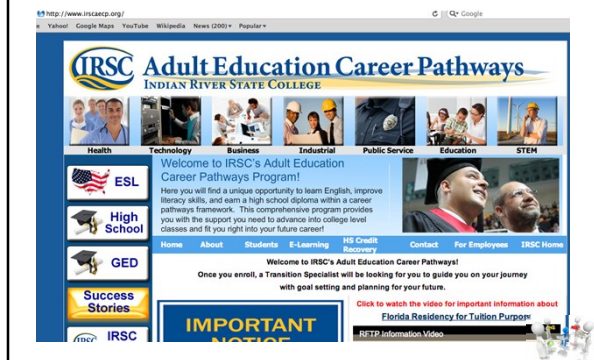 http://www.irscaecp.org/
Google
Yahoo! Google Maps YouTube Wikipedia News (200) Popular
IRSC Adult Education Career Pathways
INDIAN RIVER STATE COLLEGE
Health Technology Business Industrial Public Service Education STEM
Welcome to IRSC's Adult Education
Career Pathways Program!
Here you will find a unique opportunity to learn English, improve
literacy skills, and earn a high school diploma within a career
pathways framework. This comprehensive program provides
you with the support you need to advance into college level
classes and fit you right into your future career!
ESL
High
School
GED
Success
Stories
IRSC
Home About Students E-Learning HS Credit
Recovery Contact For Employees IRSC Home
Welcome to IRSC's Adult Education Career Pathways!
Once you enroll, a Transition Specialist will be looking for you to guide you on your journey
with goal setting and planning for your future.
Click to watch the video for important information about
Florida Residency for Tuition Purpose
IMPORTANT
NOTICE
RFTP Information Video